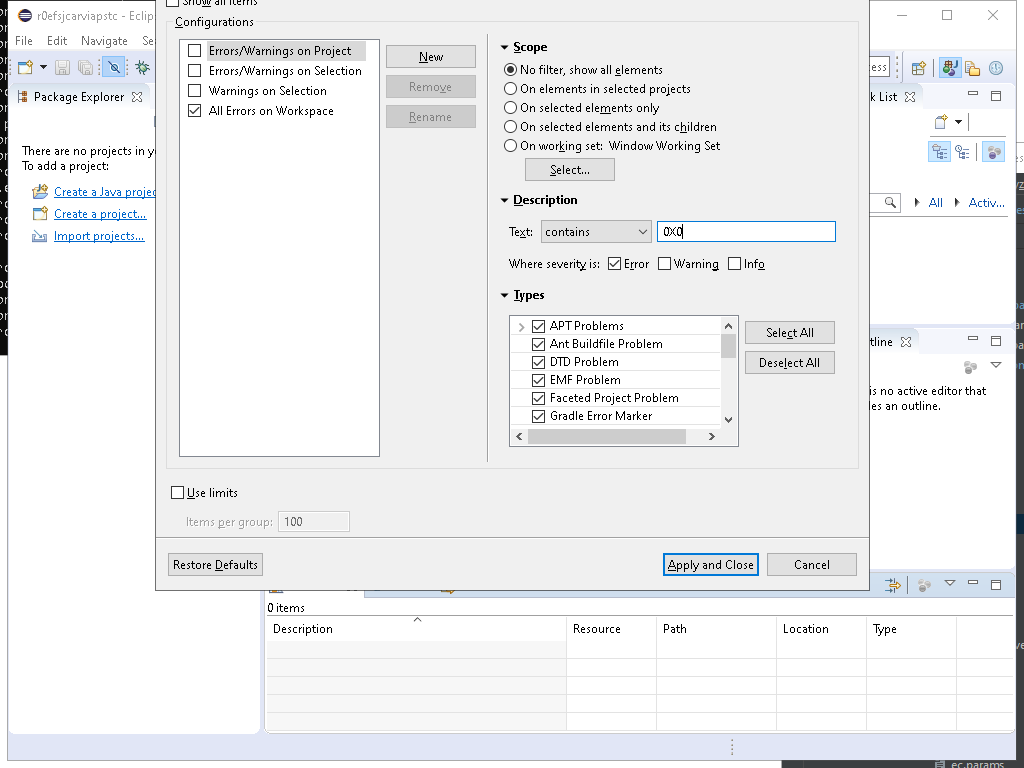 r0efsjcarviapstc - Eclip
Show all items
File Edit Navigate Se
Configurations
Errors/Warnings on Project
Errors/Warnings on Selection
Warnings on Selection
All Errors on Workspace
New
Remove
Rename
Scope
No filter, show all elements
On elements in selected projects
On selected elements only
On selected elements and its children
On working set: Window Working Set
Select...
Description
Text: contains 0X0
Where severity is: Error Warning Info
Types
APT Problems
Ant Buildfile Problem
DTD Problem
EMF Problem
Faceted Project Problem
Gradle Error Marker
Select All
Deselect All
Use limits
Items per group: 100
Restore Defaults
Apply and Close
Cancel
Package Explorer
There are no projects in y
To add a project:
Create a Java projec
Create a project...
Import projects...
ess
k List
All Activ...
tline
is no active editor that
es an outline.
0 items
Description Resource Path Location Type
ec.params